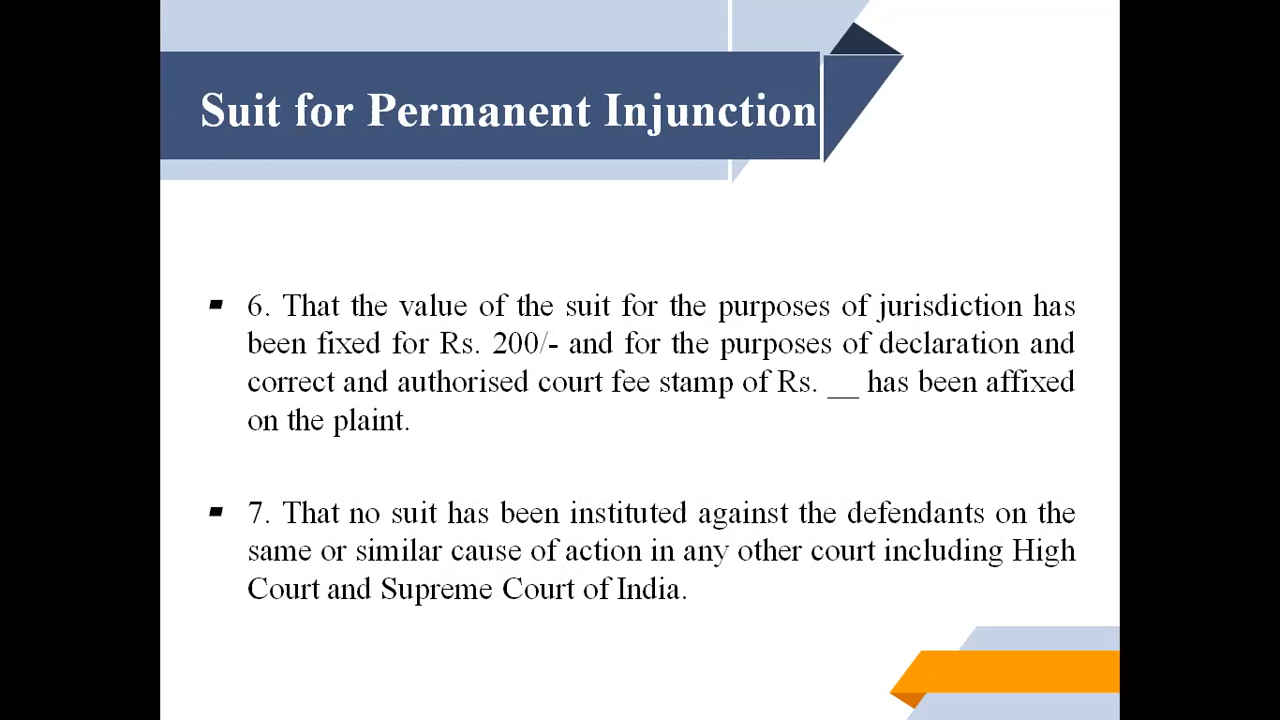 Suit for Permanent Injunction
6. That the value of the suit for the purposes of jurisdiction has
been fixed for Rs. 200/- and for the purposes of declaration and
correct and authorised court fee stamp of Rs. __ has been affixed
on the plaint.
7. That no suit has been instituted against the defendants on the
same or similar cause of action in any other court including High
Court and Supreme Court of India.